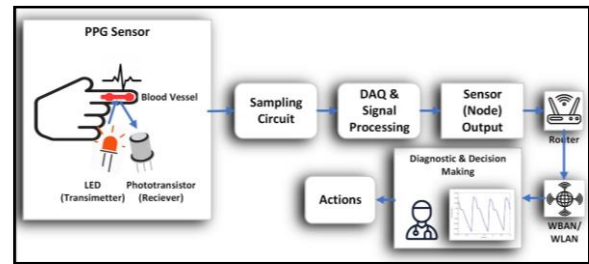 PPG Sensor
Blood Vessel
LED
(Transimetter)
Phototransistor
(Reciever)
Sampling
Circuit
DAQ &
Signal
Processing
Sensor
(Node)
Output
Router
WBAN/
WLAN
Diagnostic & Decision
Making
Actions